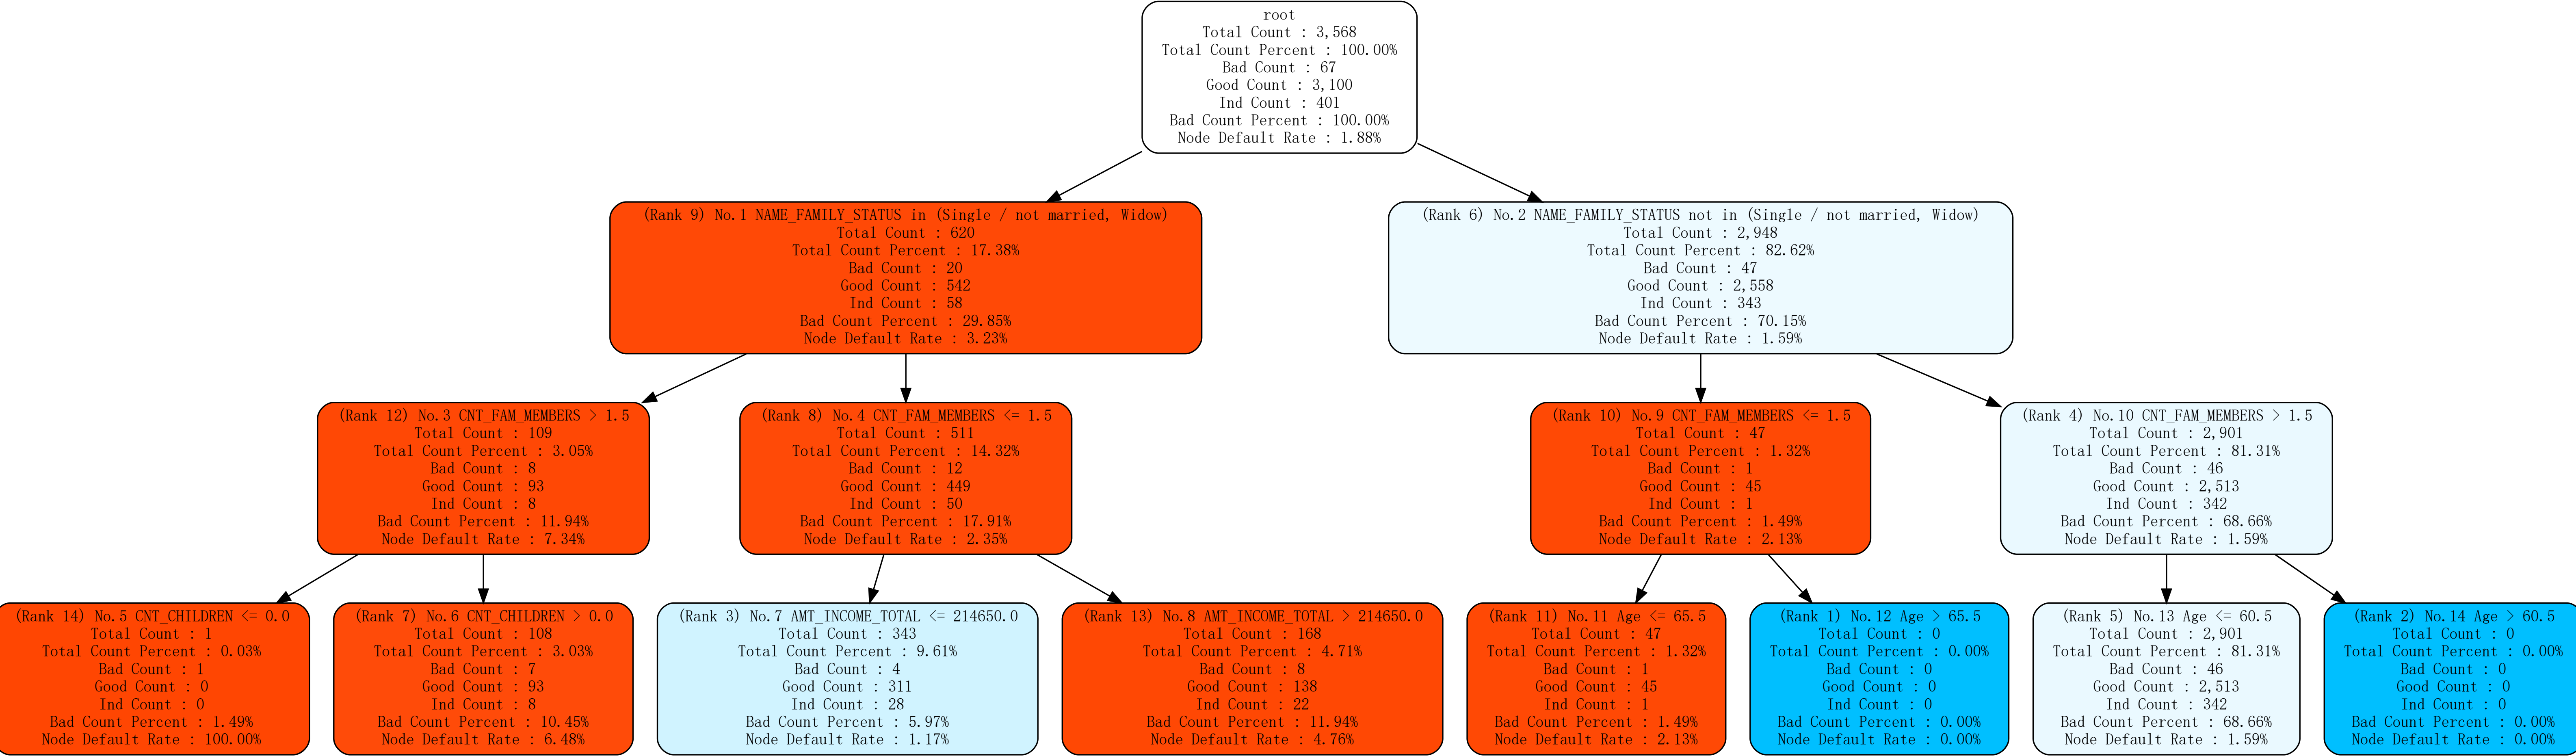 root
Total Count : 3,568
Total Count Percent : 100.00%
Bad Count : 67
Good Count : 3,100
Ind Count : 401
Bad Count Percent : 100.00%
Node Default Rate : 1.88%
(Rank 9) No.1 NAME_FAMILY_STATUS in (Single / not married, Widow)
Total Count : 620
Total Count Percent : 17.38%
Bad Count : 20
Good Count : 542
Ind Count : 58
Bad Count Percent : 29.85%
Node Default Rate : 3.23%
(Rank 6) No.2 NAME_FAMILY_STATUS not in (Single / not married, Widow)
Total Count : 2,948
Total Count Percent : 82.62%
Bad Count : 47
Good Count : 2,558
Ind Count : 343
Bad Count Percent : 70.15%
Node Default Rate : 1.59%
(Rank 12) No.3 CNT_FAM_MEMBERS > 1.5
Total Count : 109
Total Count Percent : 3.05%
Bad Count : 8
Good Count : 93
Ind Count : 8
Bad Count Percent : 11.94%
Node Default Rate : 7.34%
(Rank 8) No.4 CNT_FAM_MEMBERS <= 1.5
Total Count : 511
Total Count Percent : 14.32%
Bad Count : 12
Good Count : 449
Ind Count : 50
Bad Count Percent : 17.91%
Node Default Rate : 2.35%
(Rank 10) No.9 CNT_FAM_MEMBERS <= 1.5
Total Count : 47
Total Count Percent : 1.32%
Bad Count : 1
Good Count : 45
Ind Count : 1
Bad Count Percent : 1.49%
Node Default Rate : 2.13%
(Rank 4) No.10 CNT_FAM_MEMBERS > 1.5
Total Count : 2,901
Total Count Percent : 81.31%
Bad Count : 46
Good Count : 2,513
Ind Count : 342
Bad Count Percent : 68.66%
Node Default Rate : 1.59%
(Rank 14) No.5 CNT_CHILDREN <= 0.0
Total Count : 1
Total Count Percent : 0.03%
Bad Count : 1
Good Count : 0
Ind Count : 0
Bad Count Percent : 1.49%
Node Default Rate : 100.00%
(Rank 7) No.6 CNT_CHILDREN > 0.0
Total Count : 108
Total Count Percent : 3.03%
Bad Count : 7
Good Count : 93
Ind Count : 8
Bad Count Percent : 10.45%
Node Default Rate : 6.48%
(Rank 3) No.7 AMT_INCOME_TOTAL <= 214650.0
Total Count : 343
Total Count Percent : 9.61%
Bad Count : 4
Good Count : 311
Ind Count : 28
Bad Count Percent : 5.97%
Node Default Rate : 1.17%
(Rank 13) No.8 AMT_INCOME_TOTAL > 214650.0
Total Count : 168
Total Count Percent : 4.71%
Bad Count : 8
Good Count : 138
Ind Count : 22
Bad Count Percent : 11.94%
Node Default Rate : 4.76%
(Rank 11) No.11 Age <= 65.5
Total Count : 47
Total Count Percent : 1.32%
Bad Count : 1
Good Count : 45
Ind Count : 1
Bad Count Percent : 1.49%
Node Default Rate : 2.13%
(Rank 1) No.12 Age > 65.5
Total Count : 0
Total Count Percent : 0.00%
Bad Count : 0
Good Count : 0
Ind Count : 0
Bad Count Percent : 0.00%
Node Default Rate : 0.00%
(Rank 5) No.13 Age <= 60.5
Total Count : 2,901
Total Count Percent : 81.31%
Bad Count : 46
Good Count : 2,513
Ind Count : 342
Bad Count Percent : 68.66%
Node Default Rate : 1.59%
(Rank 2) No.14 Age > 60.5
Total Count : 0
Total Count Percent : 0.00%
Bad Count : 0
Good Count : 0
Ind Count : 0
Bad Count Percent : 0.00%
Node Default Rate : 0.00%